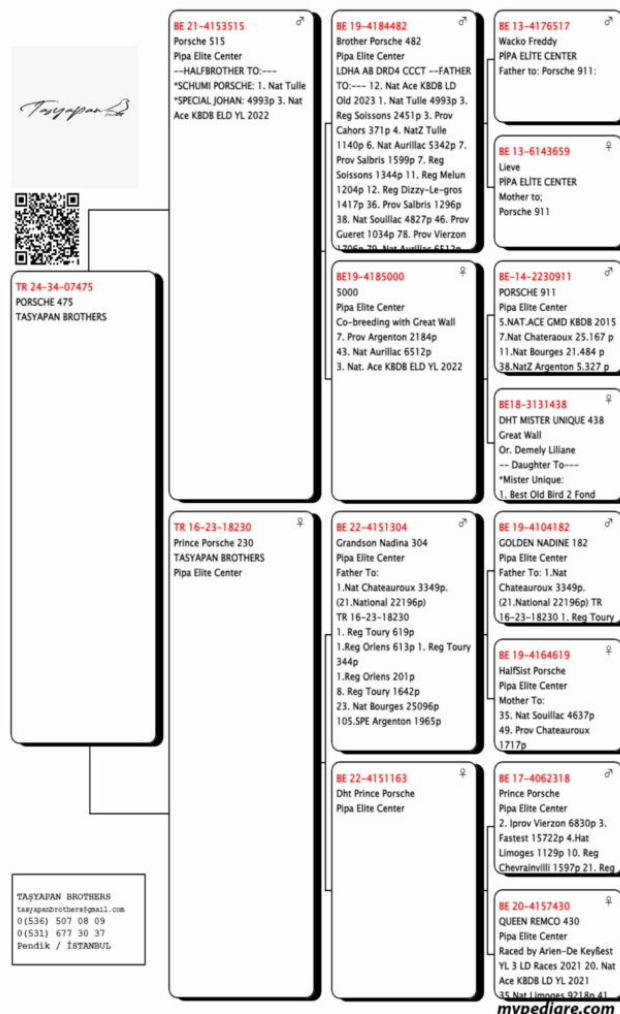 Tasyapan
TR 24-34-07475
PORSCHE 475
TASYAPAN BROTHERS
TAŞYAPAN BROTHERS
tasyapanbrothers@gmail.com
0(536) 507 08 09
0(531) 677 30 37
Pendik / İSTANBUL
BE 21-4153515 ♂
Porsche 515
Pipa Elite Center
--HALFBROTHER TO:---
*SCHUMI PORSCHE: 1. Nat Tulle
*SPECIAL JOHAN: 4993p 3. Nat
Ace KBDB ELD YL 2022
TR 16-23-18230 ♀
Prince Porsche 230
TASYAPAN BROTHERS
Pipa Elite Center
BE 19-4184482 ♂
Brother Porsche 482
Pipa Elite Center
LDHA AB DRD4 CCCT --FATHER
TO:--- 12. Nat Ace KBDB LD
Old 2023 1. Nat Tulle 4993p 3.
Reg Soissons 2451p 3. Prov
Cahors 371p 4. NatZ Tulle
1140p 6. Nat Aurillac 5342p 7.
Prov Salbris 1599p 7. Reg
Soissons 1344p 11. Reg Melun
1204p 12. Reg Dizzy-Le-gros
1417p 36. Prov Salbris 1296p
38. Nat Souillac 4827p 46. Prov
Gueret 1034p 78. Prov Vierzon
1706p 79. Nat Aurillac 6512p
BE19-4185000 ♀
5000
Pipa Elite Center
Co-breeding with Great Wall
7. Prov Argenton 2184p
43. Nat Aurillac 6512p
3. Nat. Ace KBDB ELD YL 2022
BE 22-4151304 ♂
Grandson Nadina 304
Pipa Elite Center
Father To:
1.Nat Chateauroux 3349p.
(21.National 22196p)
TR 16-23-18230
1. Reg Toury 619p
1.Reg Orlens 613p 1. Reg Toury
344p
1.Reg Orlens 201p
8. Reg Toury 1642p
23. Nat Bourges 25096p
105.SPE Argenton 1965p
BE 22-4151163 ♀
Dht Prince Porsche
Pipa Elite Center
BE 13-4176517 ♂
Wacko Freddy
PİPA ELİTE CENTER
Father to: Porsche 911:
BE 13-6143659 ♀
Lieve
PİPA ELİTE CENTER
Mother to;
Porsche 911
BE-14-2230911 ♂
PORSCHE 911
Pipa Elite Center
5.NAT.ACE GMD KBDB 2015
7.Nat Chateraoux 25.167 p
11.Nat Bourges 21.484 p
38.NatZ Argenton 5.327 p
BE18-3131438 ♀
DHT MISTER UNIQUE 438
Great Wall
Or. Demely Liliane
-- Daughter To---
*Mister Unique:
1. Best Old Bird 2 Fond
BE 19-4104182 ♂
GOLDEN NADINE 182
Pipa Elite Center
Father To: 1.Nat
Chateauroux 3349p.
(21.National 22196p) TR
16-23-18230 1. Reg Toury
BE 19-4164619 ♀
HalfSist Porsche
Pipa Elite Center
Mother To:
35. Nat Souillac 4637p
49. Prov Chateauroux
1717p
BE 17-4062318 ♂
Prince Porsche
Pipa Elite Center
2. Iprov Vierzon 6830p 3.
Fastest 15722p 4.Hat
Limoges 1129p 10. Reg
Chevrainvilli 1597p 21. Reg
BE 20-4157430 ♀
QUEEN REMCO 430
Pipa Elite Center
Raced by Arien-De Keyßest
YL 3 LD Races 2021 20. Nat
Ace KBDB LD YL 2021
35.Nat Limoges 9218p 41
mypedigre.com